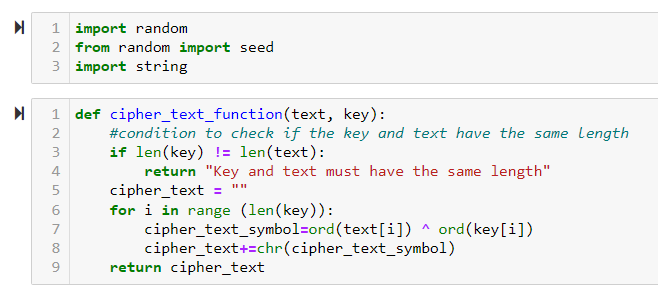 1 import random
2 from random import seed
3 import string
1 def cipher_text_function(text, key):
2     #condition to check if the key and text have the same length
3     if len(key) != len(text):
4         return "Key and text must have the same length"
5     cipher_text = ""
6     for i in range (len(key)):
7         cipher_text_symbol=ord(text[i]) ^ ord(key[i])
8         cipher_text+=chr(cipher_text_symbol)
9     return cipher_text